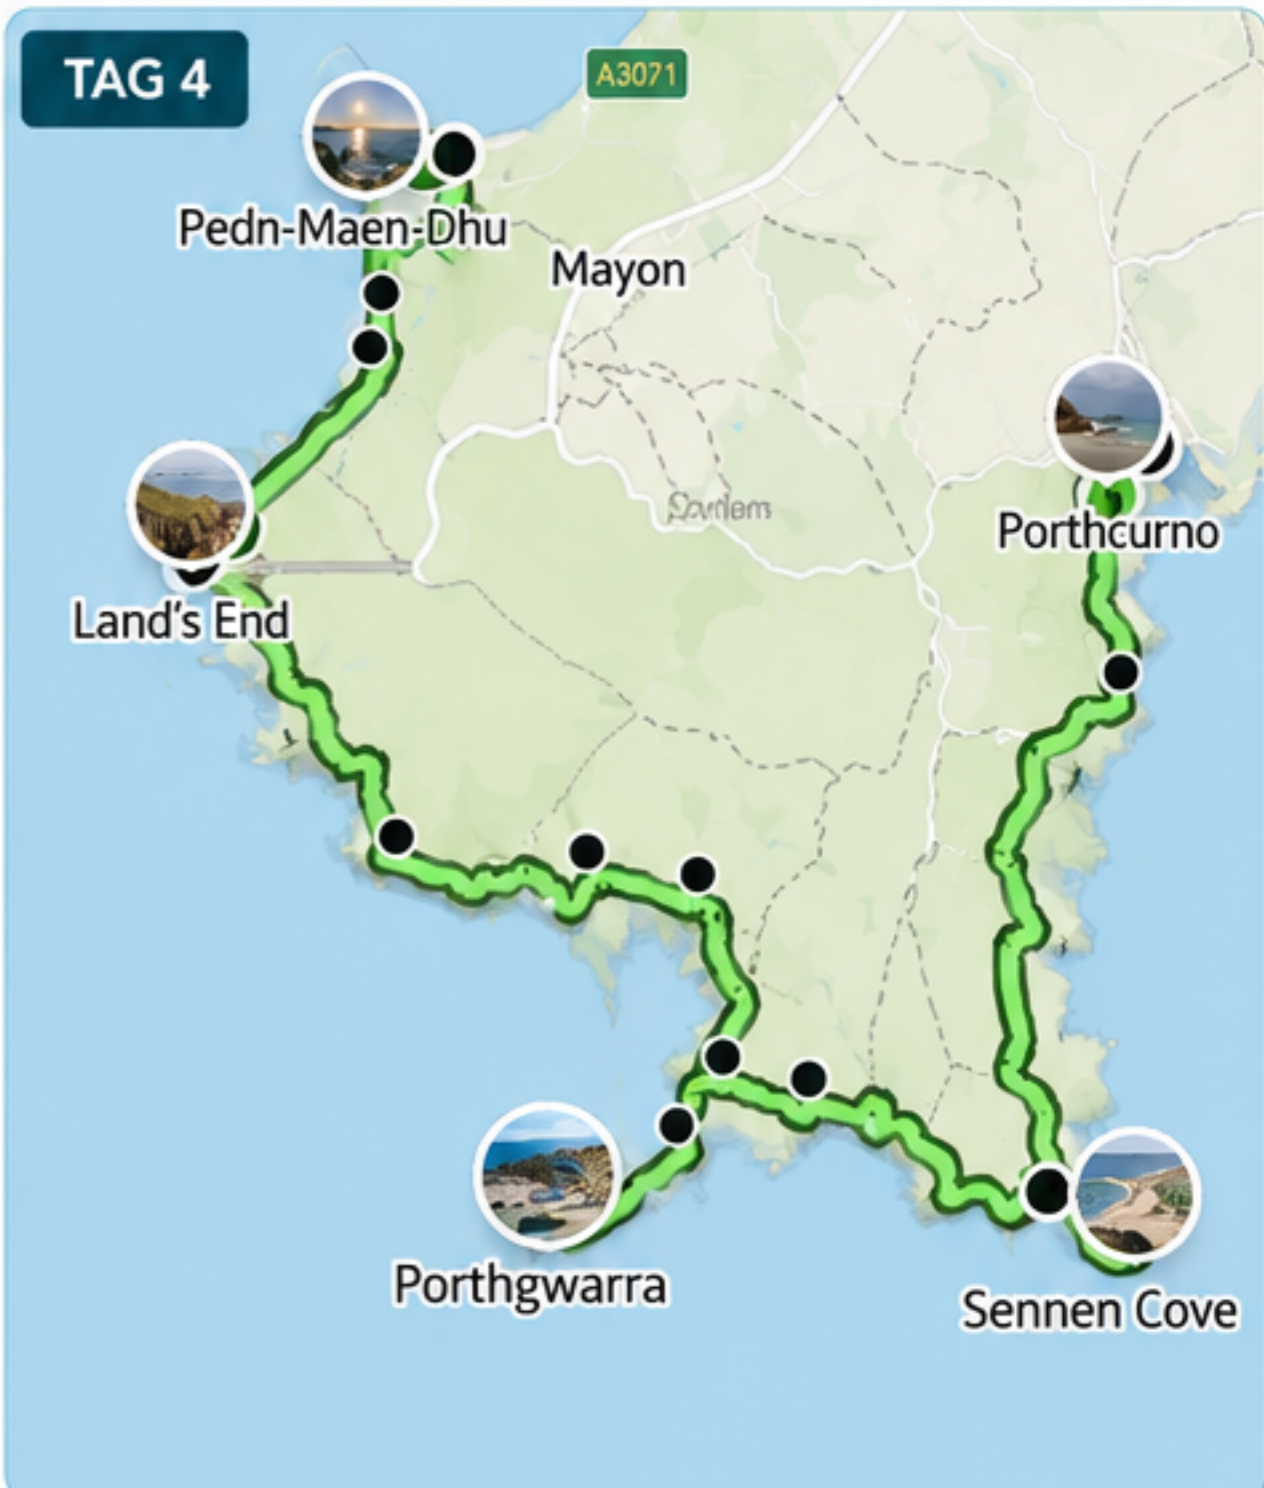 TAG 4
A3071
Pedn-Maen-Dhu
Mayon
Porthcurno
Land's End
Porthgwarra
Sennen Cove